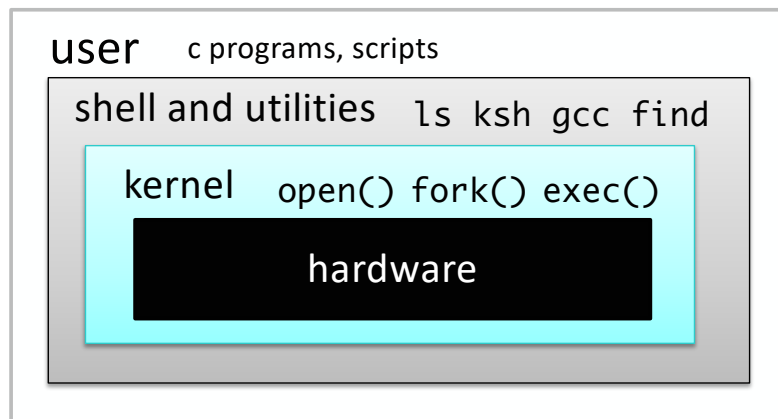 user c programs, scripts
shell and utilities ls ksh gcc find
kernel open() fork() exec()
hardware